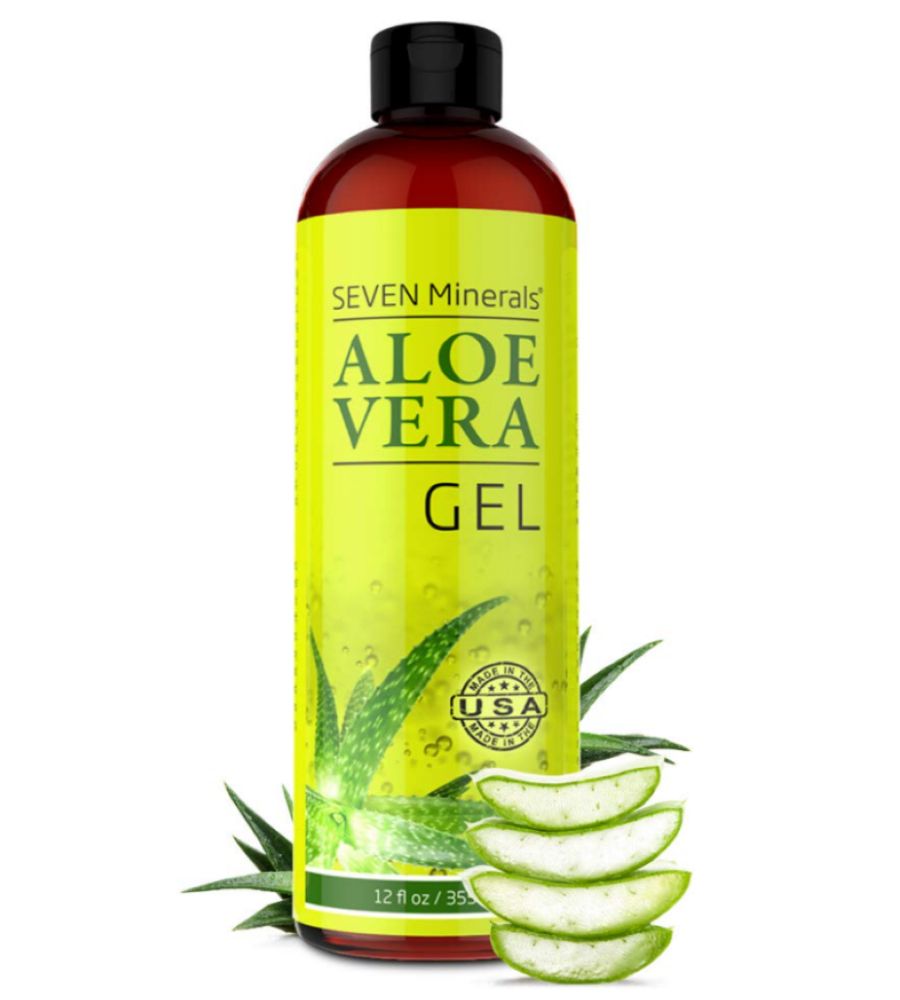 SEVEN Minerals®
ALOE
VERA
GEL
MADE IN THE
USA
MADE IN THE
12 fl oz / 355